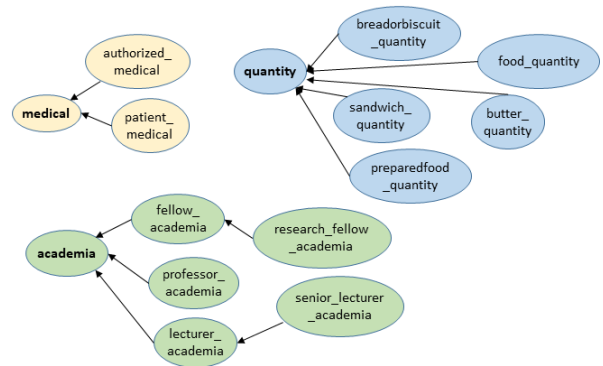 authorized_
medical
medical
patient_
medical
breadorbiscuit
_quantity
quantity
food_quantity
sandwich_
quantity
butter_
quantity
preparedfood
_quantity
fellow_
academia
research_fellow
_academia
academia
professor_
academia
senior_lecturer
_academia
lecturer_
academia